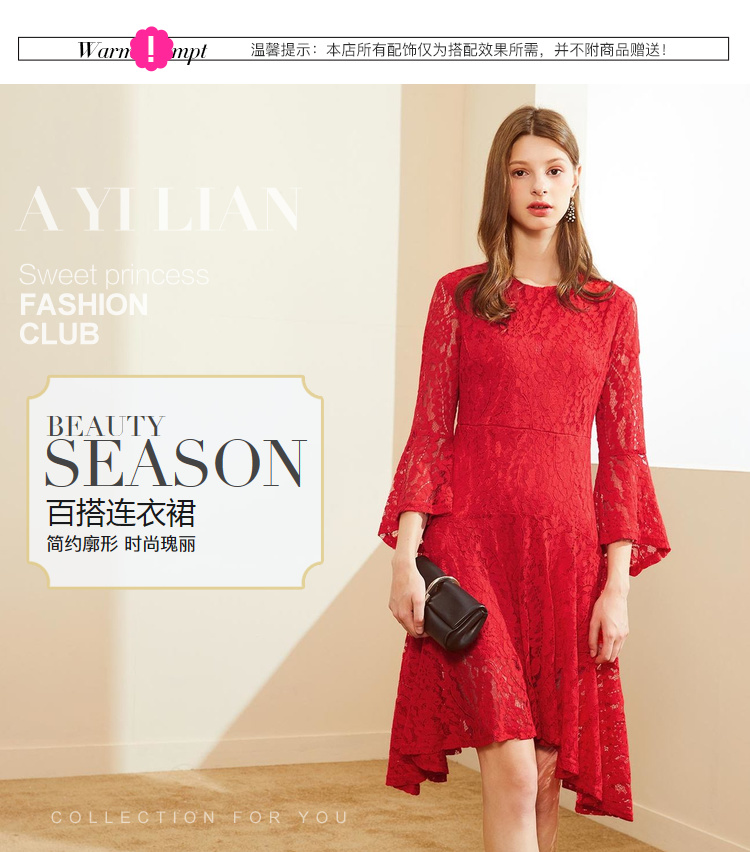 温馨提示：本店所有配饰仅为搭配效果所需，并不附商品赠送！
A YI LIAN
Sweet princess
FASHION
CLUB
BEAUTY
SEASON
百搭连衣裙
简约廓形 时尚瑰丽
COLLECTION FOR YOU